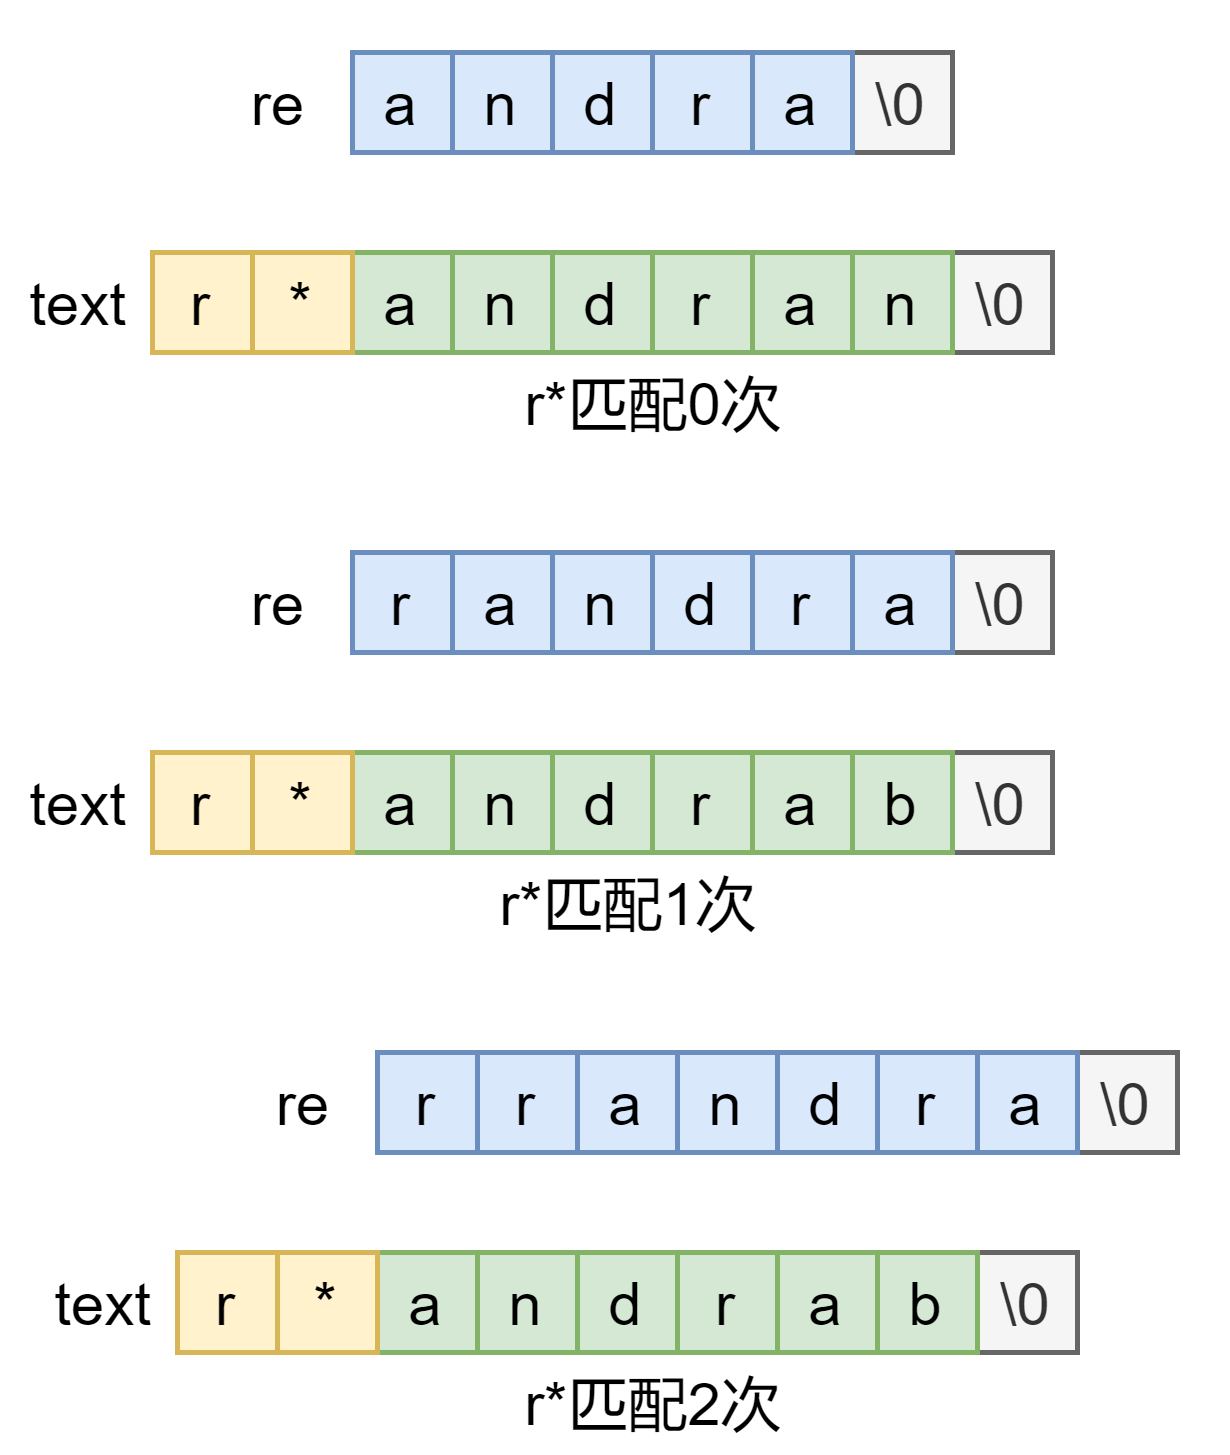 re a n d r a \0
text r * a n d r a n \0
r*匹配0次
re r a n d r a \0
text r * a n d r a b \0
r*匹配1次
re r r a n d r a \0
text r * a n d r a b \0
r*匹配2次